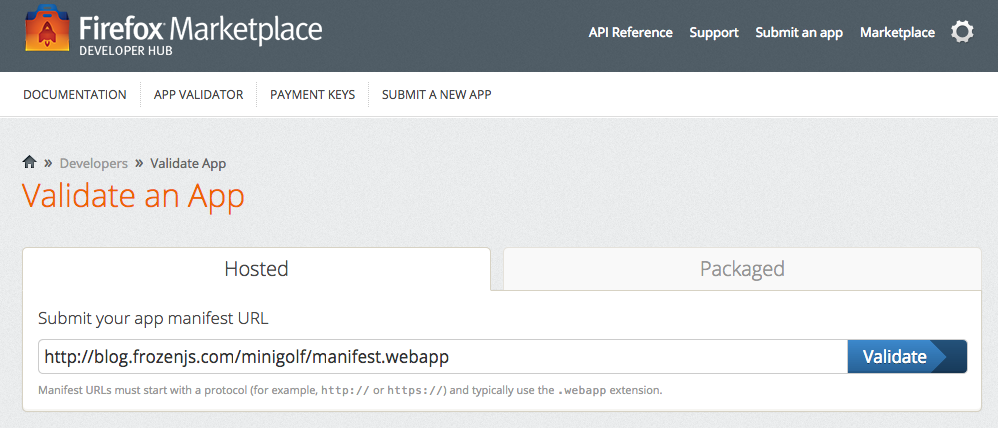 Firefox Marketplace
DEVELOPER HUB
API Reference Support Submit an app Marketplace
DOCUMENTATION APP VALIDATOR PAYMENT KEYS SUBMIT A NEW APP
» Developers » Validate App
Validate an App
Hosted Packaged
Submit your app manifest URL
http://blog.frozenjs.com/minigolf/manifest.webapp Validate
Manifest URLs must start with a protocol (for example, http:// or https://) and typically use the .webapp extension.